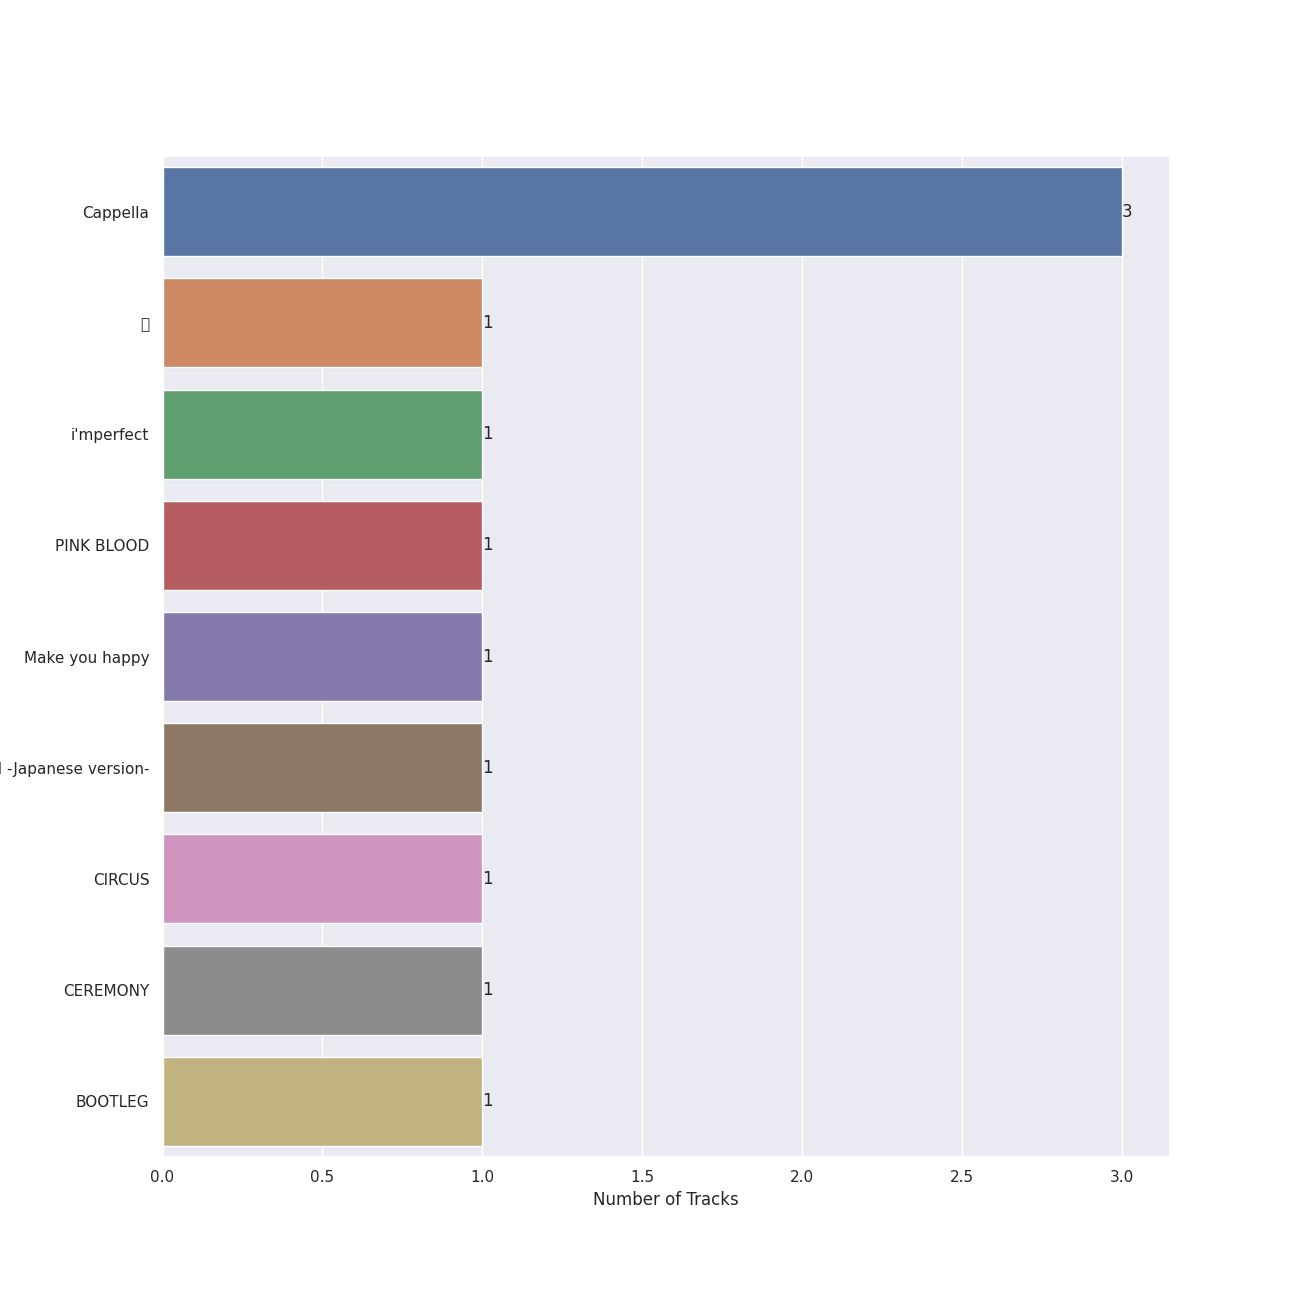 Cappella
3
1
i'mperfect
1
PINK BLOOD
1
Make you happy
1
-Japanese version-
1
CIRCUS
1
CEREMONY
1
BOOTLEG
1
0.0 0.5 1.0 1.5 2.0 2.5 3.0
Number of Tracks